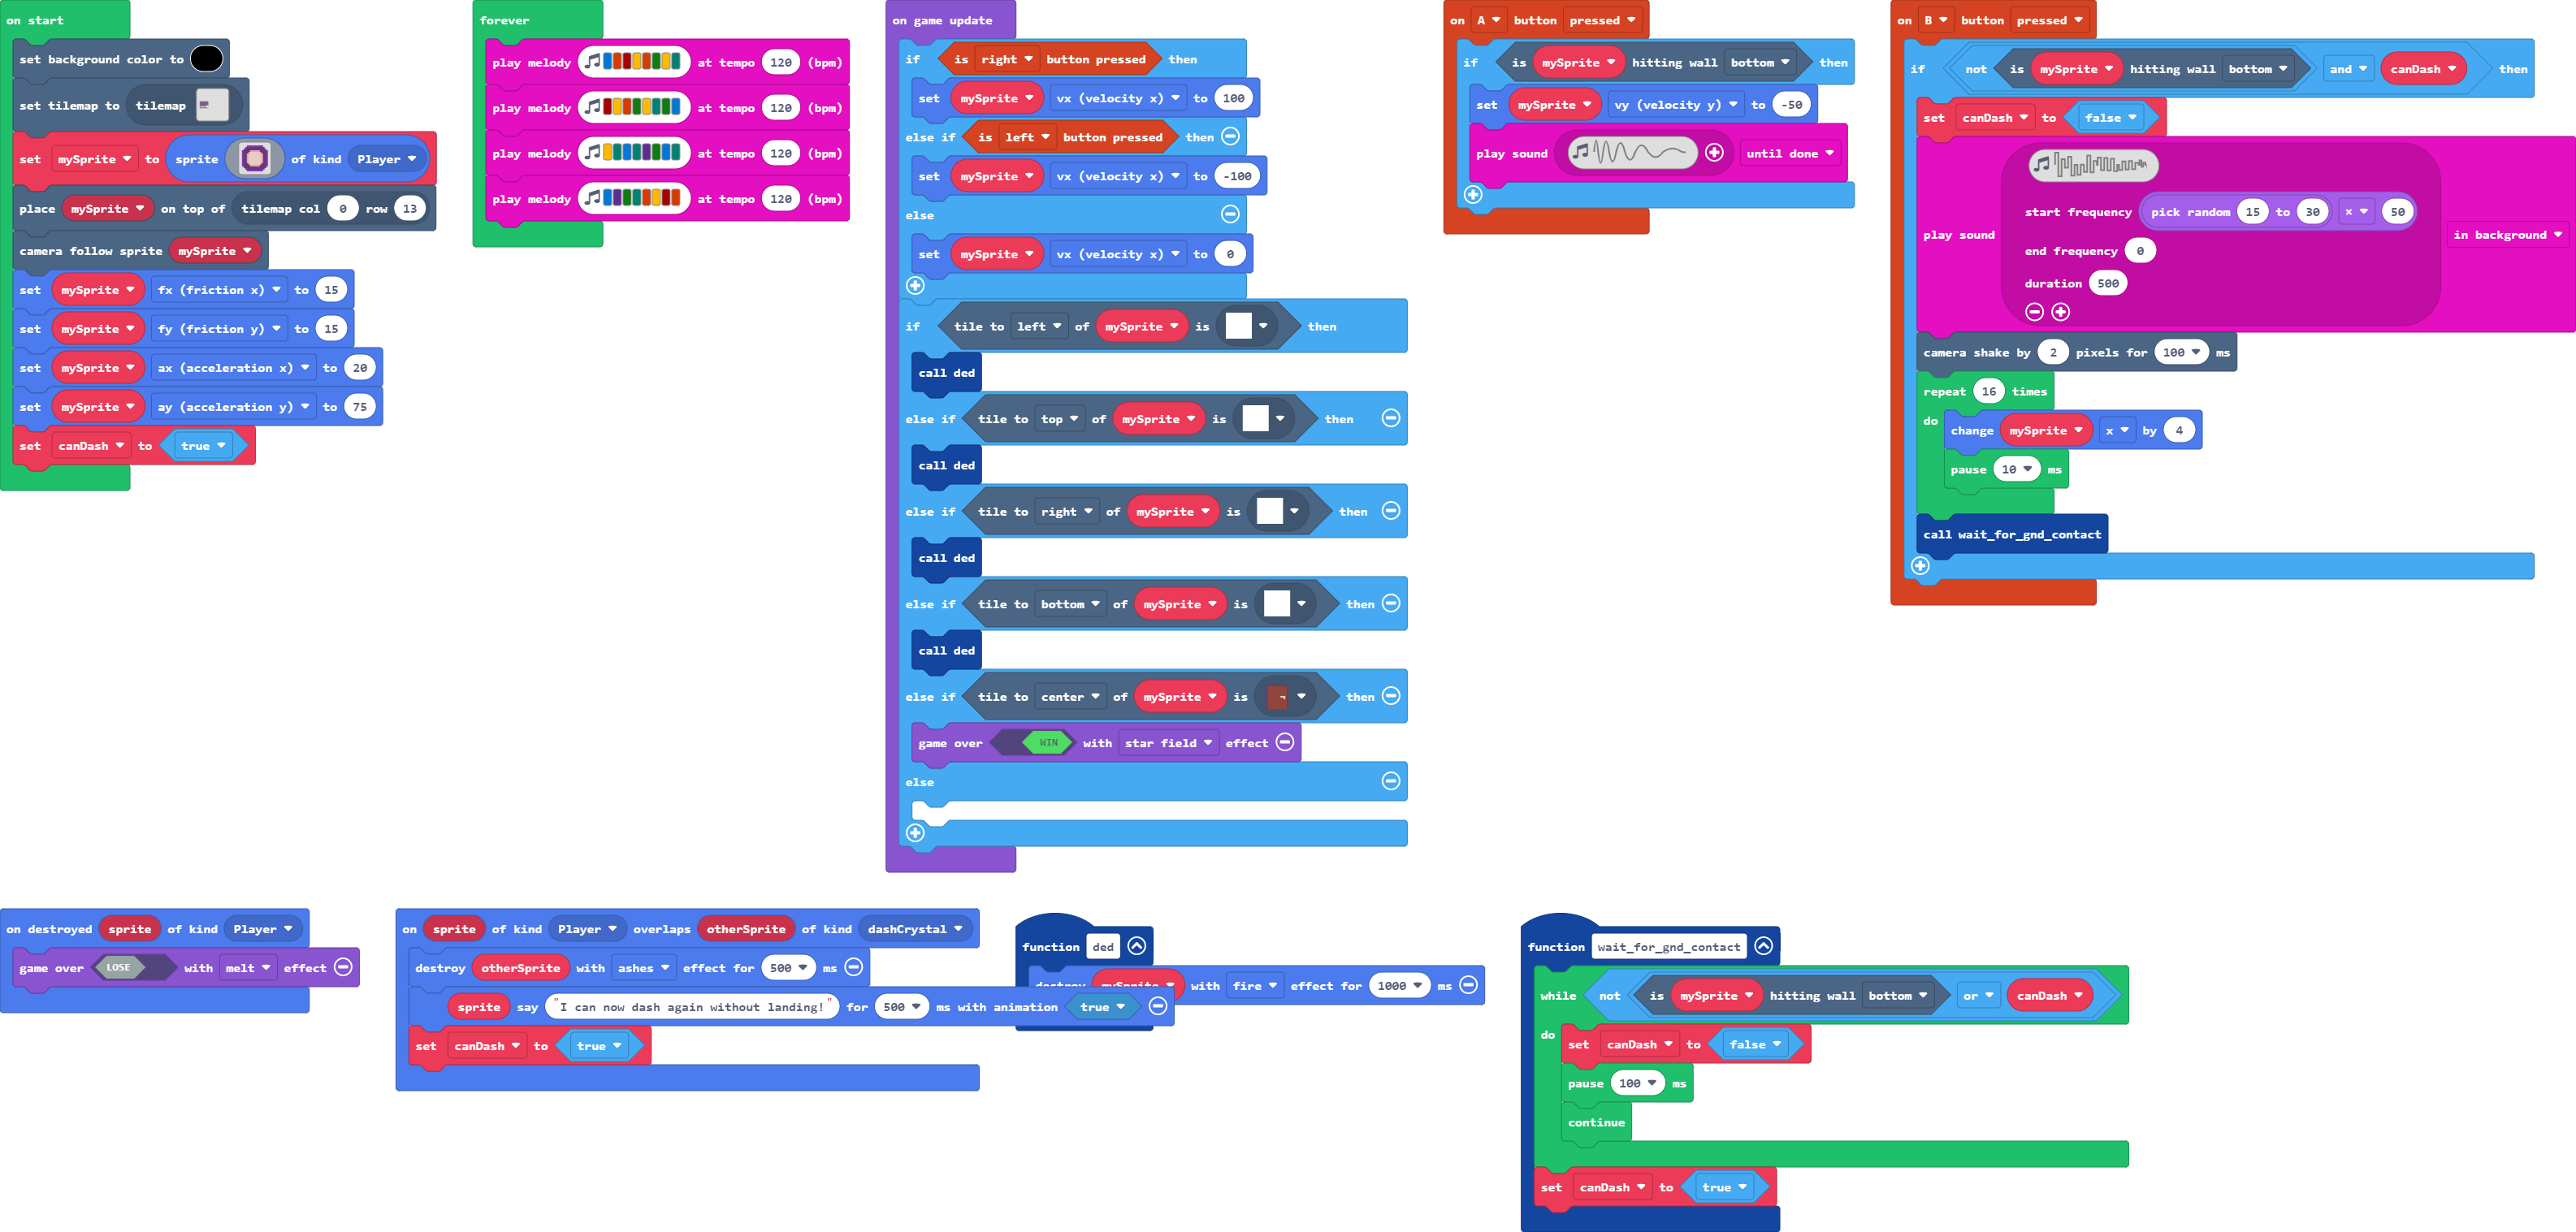 on start
set background color to
set tilemap to tilemap
set mySprite to sprite of kind Player
place mySprite on top of tilemap col 0 row 13
camera follow sprite mySprite
set mySprite fx (friction x) to 15
set mySprite fy (friction y) to 15
set mySprite ax (acceleration x) to 20
set mySprite ay (acceleration y) to 75
set canDash to true
forever
play melody at tempo 120 (bpm)
play melody at tempo 120 (bpm)
play melody at tempo 120 (bpm)
play melody at tempo 120 (bpm)
on game update
if is right button pressed then
set mySprite vx (velocity x) to 100
else if is left button pressed then
set mySprite vx (velocity x) to -100
else
set mySprite vx (velocity x) to 0
if tile to left of mySprite is then
call ded
else if tile to top of mySprite is then
call ded
else if tile to right of mySprite is then
call ded
else if tile to bottom of mySprite is then
call ded
else if tile to center of mySprite is then
game over WIN with star field effect
else
on A button pressed
if is mySprite hitting wall bottom then
set mySprite vy (velocity y) to -50
play sound until done
on B button pressed
if not is mySprite hitting wall bottom and canDash then
set canDash to false
play sound
start frequency pick random 15 to 30 × 50
end frequency 0
duration 500
in background
camera shake by 2 pixels for 100 ms
repeat 16 times
do change mySprite x by 4
pause 10 ms
call wait_for_gnd_contact
on destroyed sprite of kind Player
game over LOSE with melt effect
on sprite of kind Player overlaps otherSprite of kind dashCrystal
destroy otherSprite with ashes effect for 500 ms
sprite say "I can now dash again without landing!" for 500 ms with animation true
set canDash to true
function ded
destroy mySprite with fire effect for 1000 ms
function wait_for_gnd_contact
while not is mySprite hitting wall bottom or canDash
do set canDash to false
pause 100 ms
continue
set canDash to true